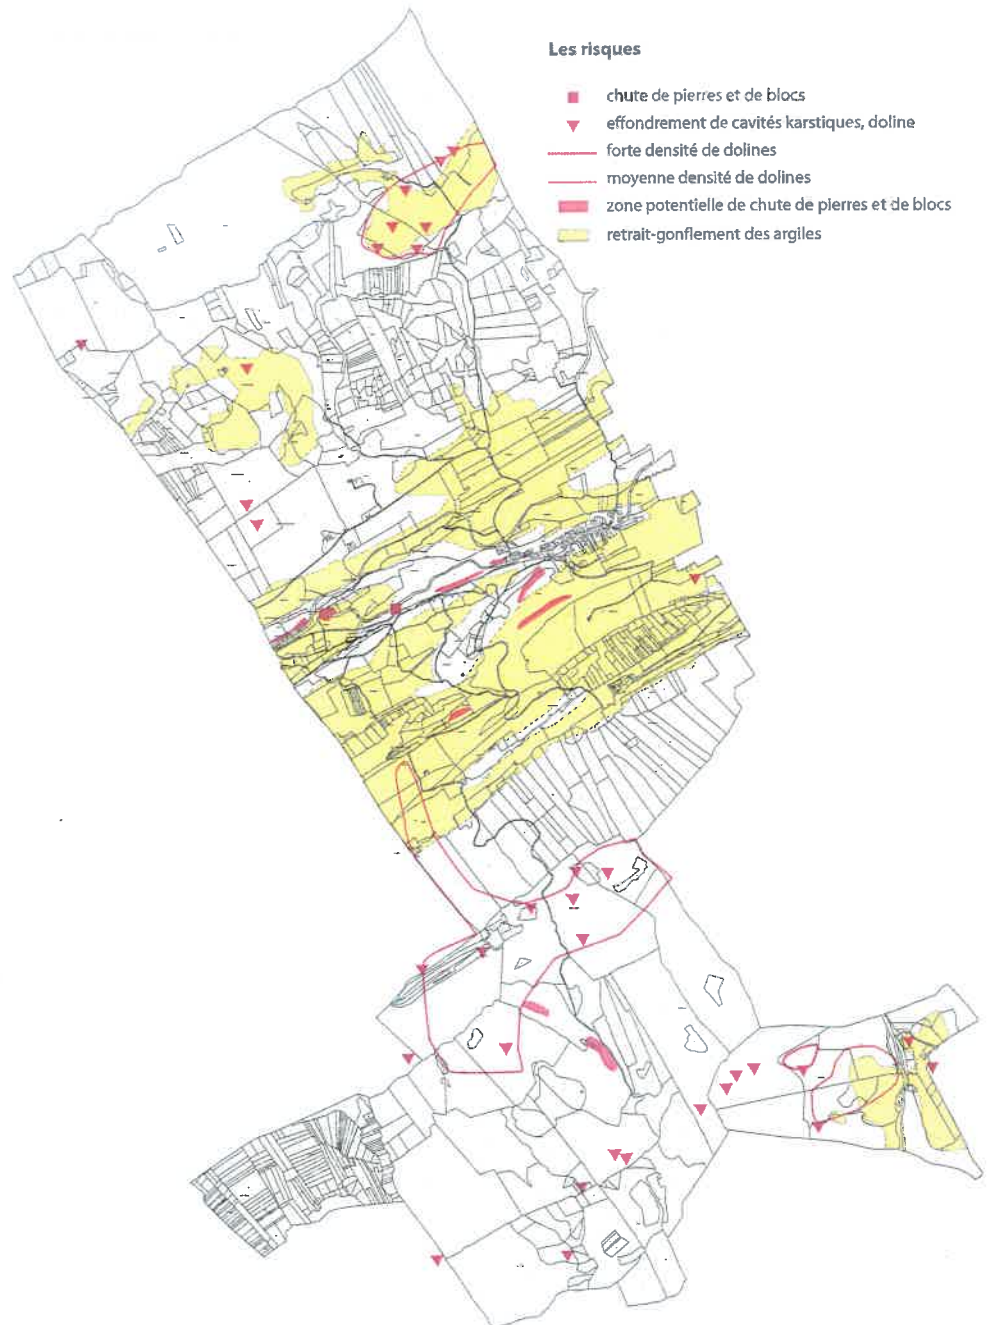 Les risques
chute de pierres et de blocs
effondrement de cavités karstiques, doline
forte densité de dolines
moyenne densité de dolines
zone potentielle de chute de pierres et de blocs
retrait-gonflement des argiles